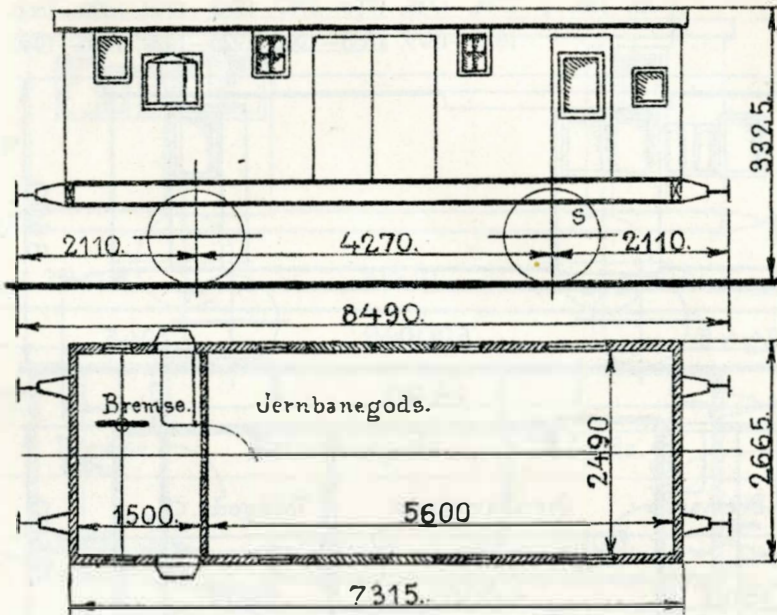 3325.
S
2110. 4270. 2110.
8490.
Bremse. Jernbanegods.
2490
2665.
1500. 5600
7315.